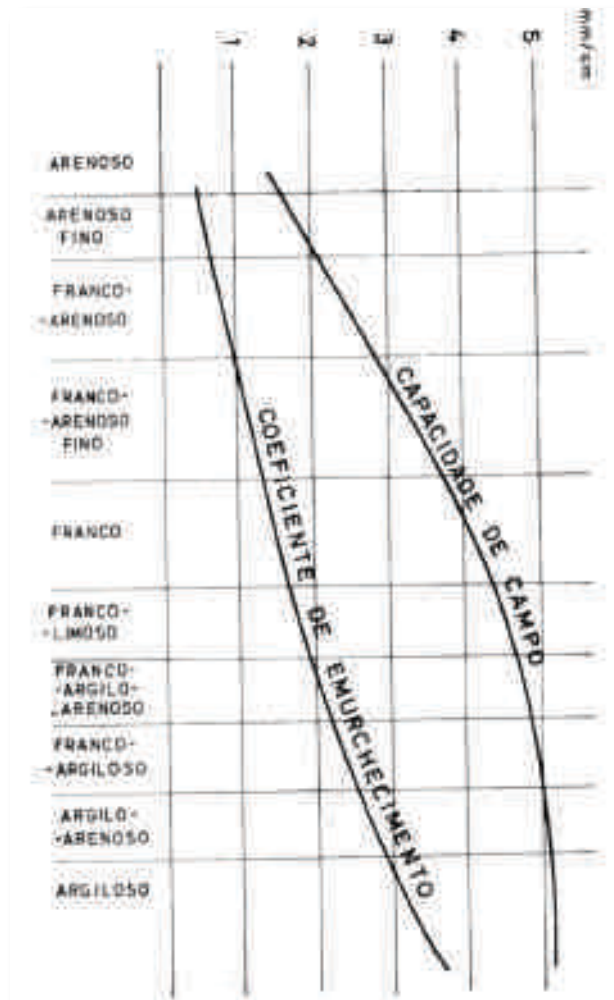 1 2 3 4 5 mm/cm
ARENOSO
ARENOSO
FINO
FRANCO-
-ARENOSO
FRANCO-
-ARENOSO
FINO
FRANCO
FRANCO-
-LIMOSO
FRANCO-
-ARGILO-
-ARENOSO
FRANCO-
-ARGILOSO
ARGILO-
-ARENOSO
ARGILOSO
COEFICIENTE DE EMURCHECIMENTO
CAPACIDADE DE CAMPO